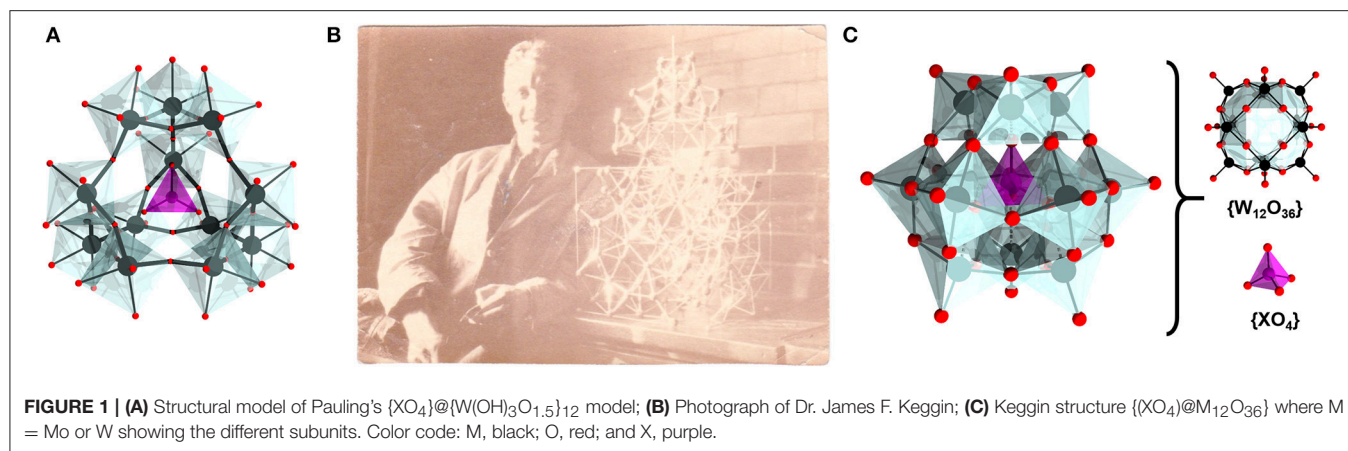 A
B
C
{W₁₂O₃₆}
{XO₄}
FIGURE 1 | (A) Structural model of Pauling's {XO₄}@{W(OH)₃O₁.₅}₁₂ model; (B) Photograph of Dr. James F. Keggin; (C) Keggin structure {(XO₄)@M₁₂O₃₆} where M
= Mo or W showing the different subunits. Color code: M, black; O, red; and X, purple.